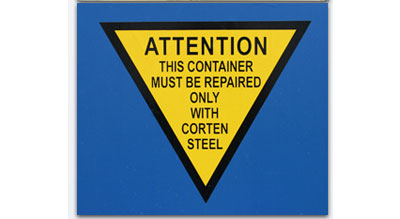 ATTENTION
THIS CONTAINER
MUST BE REPAIRED
ONLY
WITH
CORTEN
STEEL